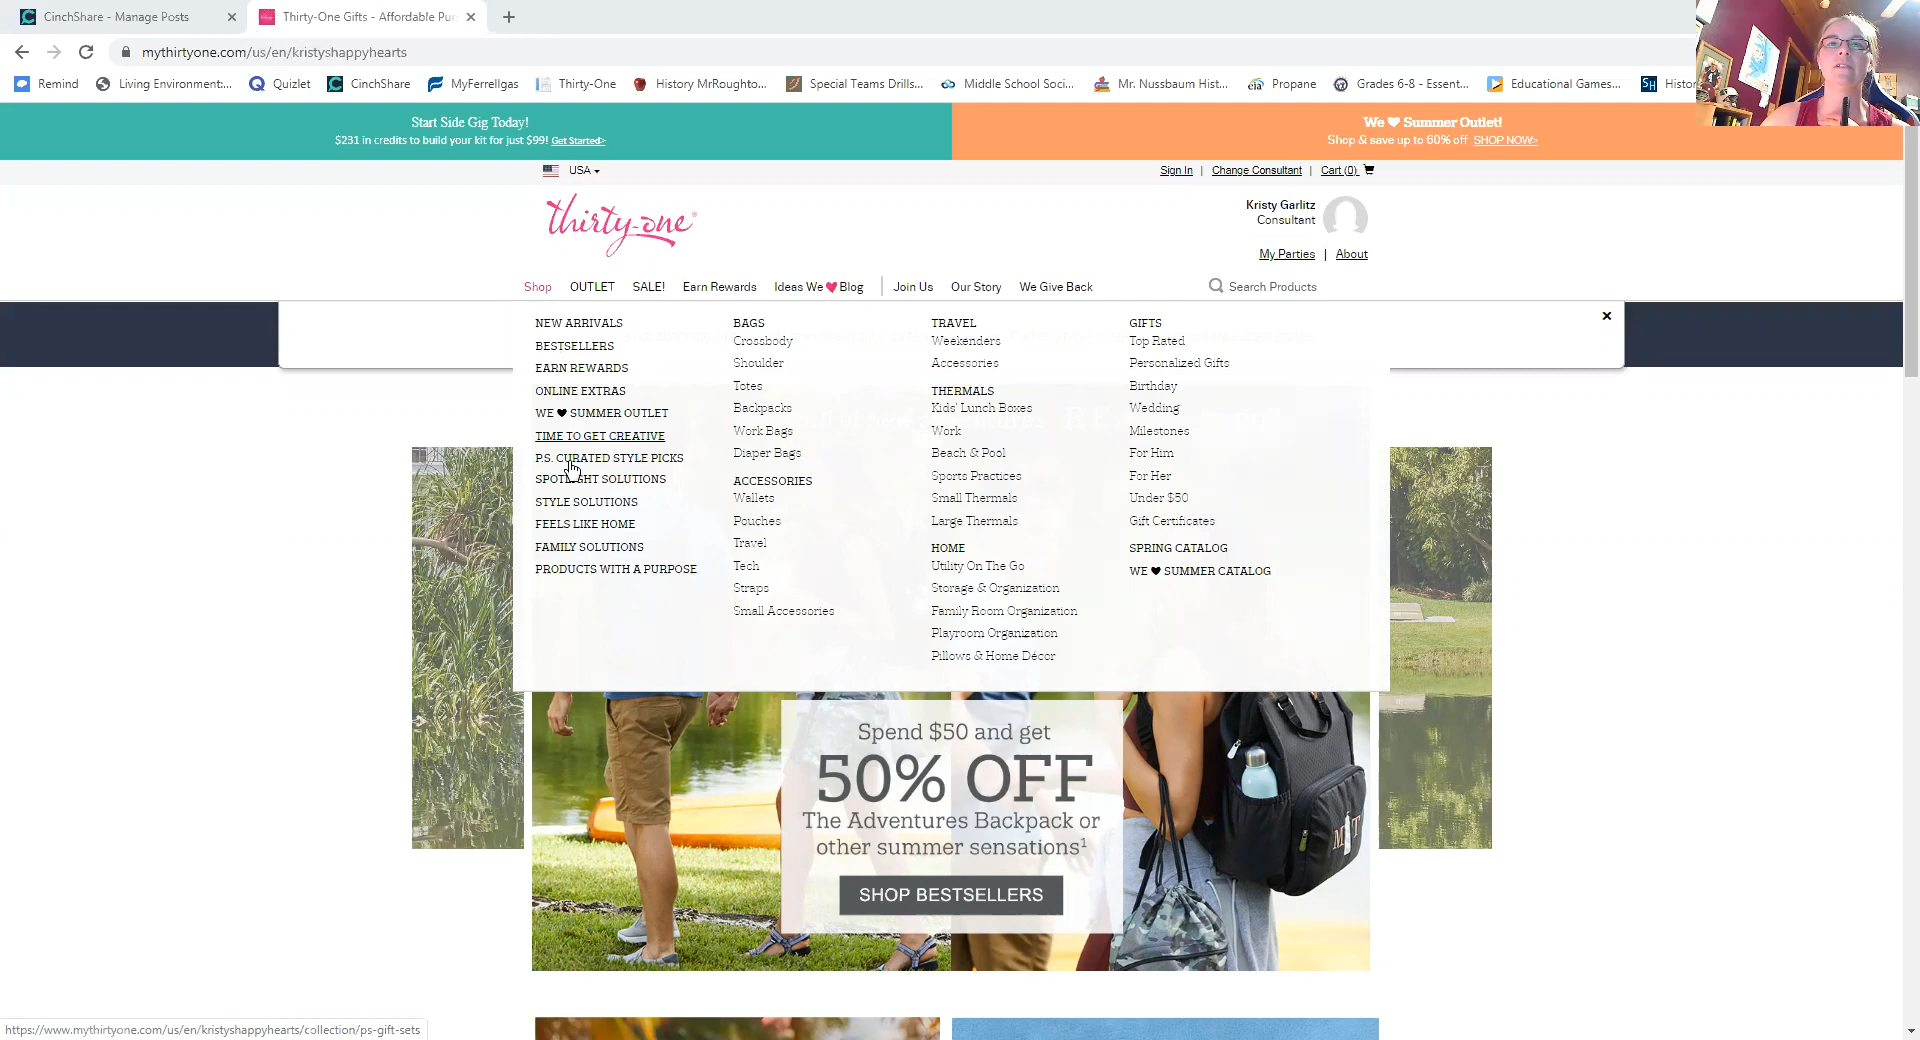 CinchShare - Manage Posts
Thirty-One Gifts - Affordable Pur
mythirtyone.com/us/en/kristyshappyhearts
Remind
Living Environment:...
Quizlet
CinchShare
MyFerrellgas
Thirty-One
History MrRoughto...
Special Teams Drills...
Middle School Soci...
Mr. Nussbaum Hist...
eia Propane
Grades 6-8 - Essent...
Educational Games...
SH Histor
Start Side Gig Today!
$231 in credits to build your kit for just $99! Get Started>
We ♥ Summer Outlet!
Shop & save up to 60% off SHOP NOW>
USA
Sign In | Change Consultant | Cart (0)
thirty-one®
Kristy Garlitz
Consultant
My Parties | About
Shop OUTLET SALE! Earn Rewards Ideas We ♥ Blog Join Us Our Story We Give Back
Search Products
NEW ARRIVALS
BESTSELLERS
EARN REWARDS
ONLINE EXTRAS
WE ♥ SUMMER OUTLET
TIME TO GET CREATIVE
P.S. CURATED STYLE PICKS
SPOTLIGHT SOLUTIONS
STYLE SOLUTIONS
FEELS LIKE HOME
FAMILY SOLUTIONS
PRODUCTS WITH A PURPOSE
BAGS
Crossbody
Shoulder
Totes
Backpacks
Work Bags
Diaper Bags
ACCESSORIES
Wallets
Pouches
Travel
Tech
Straps
Small Accessories
TRAVEL
Weekenders
Accessories
THERMALS
Kids' Lunch Boxes
Work
Beach & Pool
Sports Practices
Small Thermals
Large Thermals
HOME
Utility On The Go
Storage & Organization
Family Room Organization
Playroom Organization
Pillows & Home Décor
GIFTS
Top Rated
Personalized Gifts
Birthday
Wedding
Milestones
For Him
For Her
Under $50
Gift Certificates
SPRING CATALOG
WE ♥ SUMMER CATALOG
Spend $50 and get
50% OFF
The Adventures Backpack or
other summer sensations¹
SHOP BESTSELLERS
https://www.mythirtyone.com/us/en/kristyshappyhearts/collection/ps-gift-sets